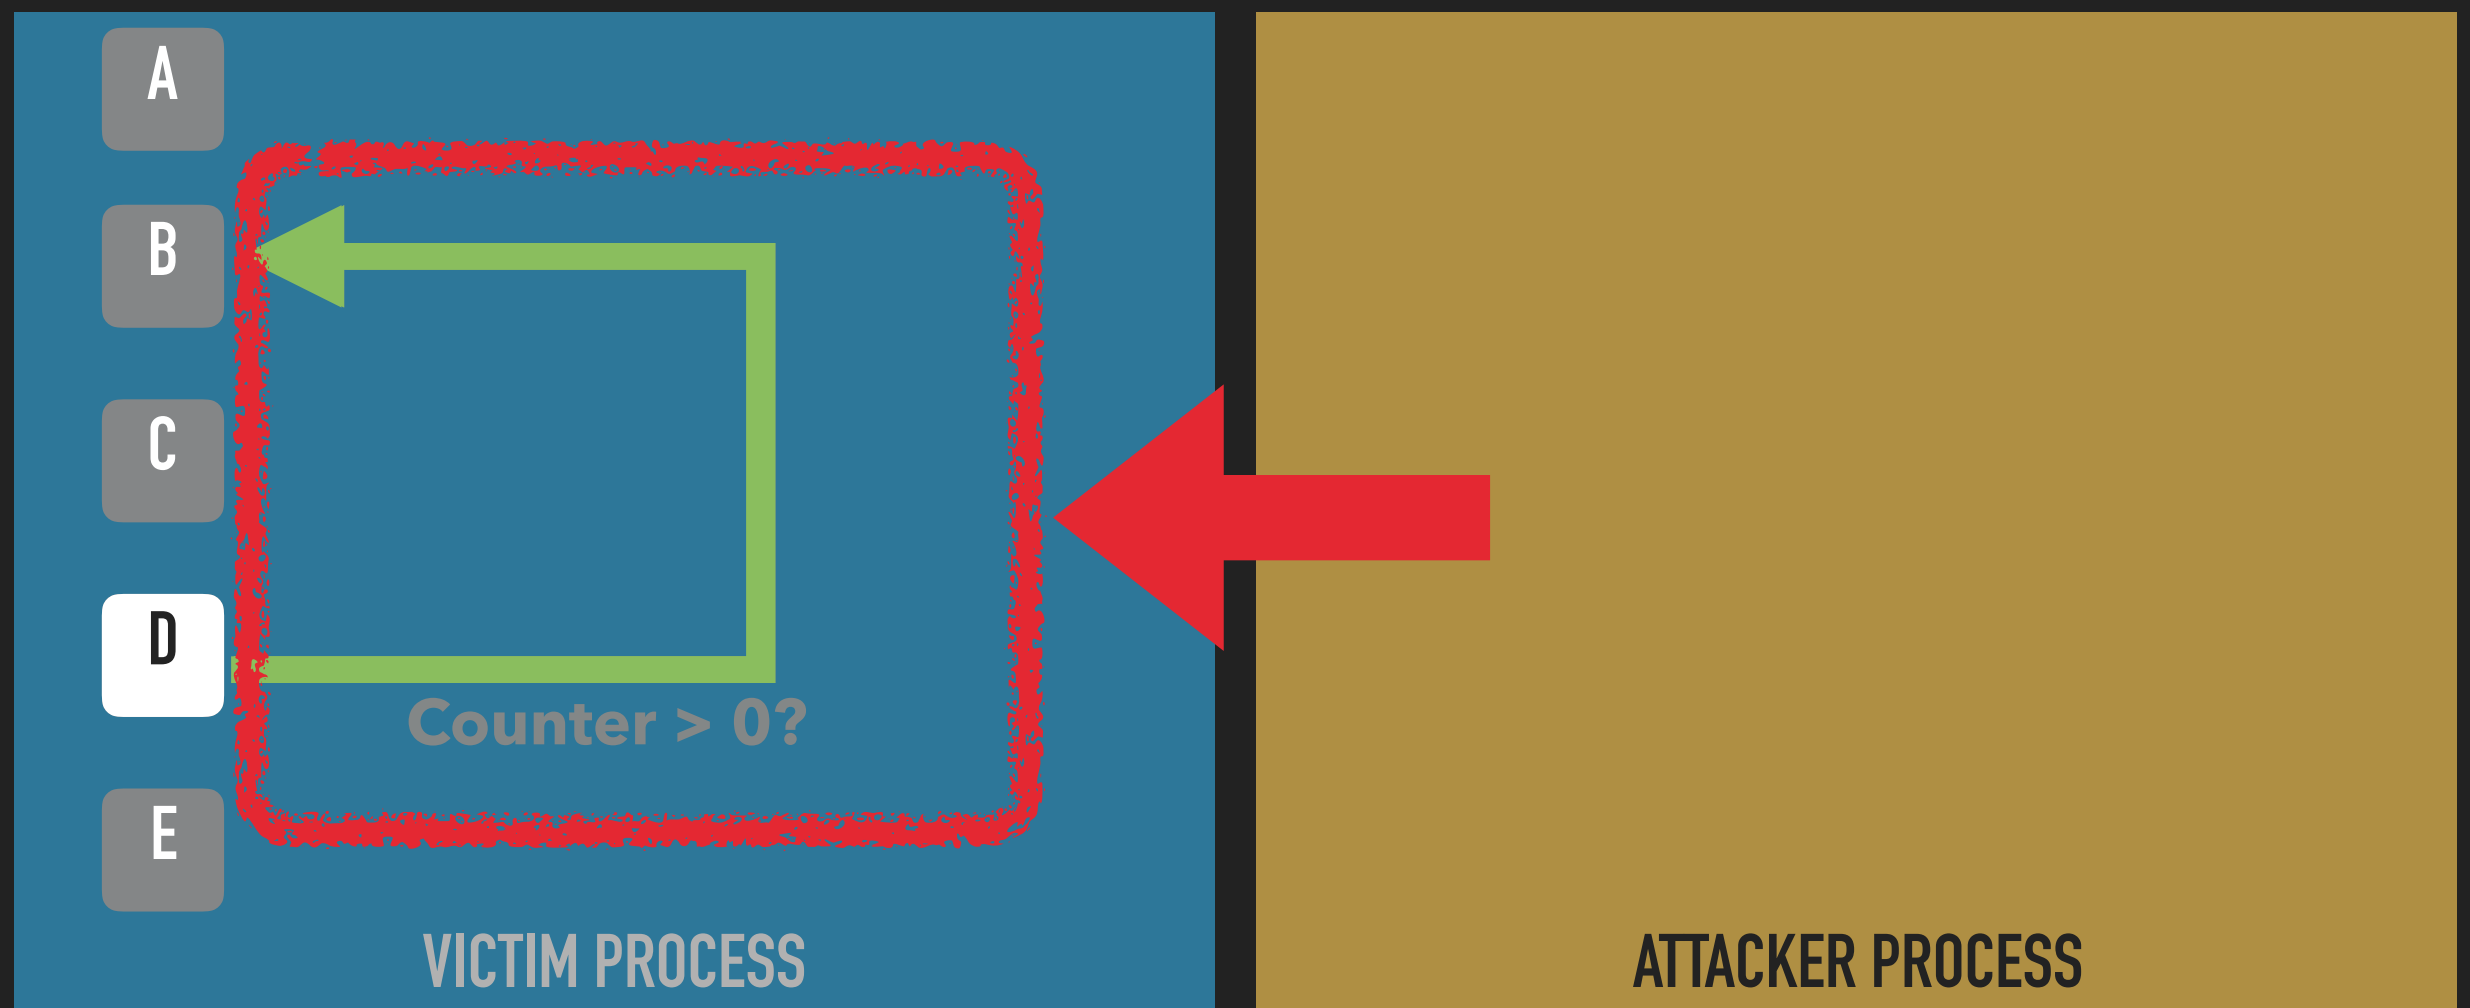 A
B
C
D
Counter > 0?
E
VICTIM PROCESS
ATTACKER PROCESS